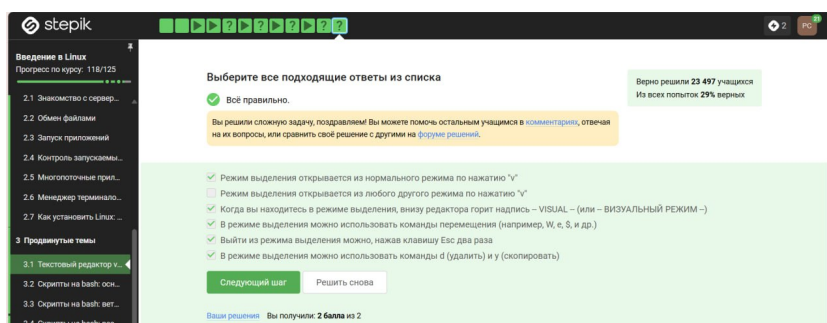 stepik
2
РС
21
Введение в Linux
Прогресс по курсу: 118/125
2.1 Знакомство с сервер...
2.2 Обмен файлами
2.3 Запуск приложений
2.4 Контроль запускаемы...
2.5 Многопоточные прил...
2.6 Менеджер терминало...
2.7 Как установить Linux: ...
3 Продвинутые темы
3.1 Текстовый редактор v...
3.2 Скрипты на bash: осн...
3.3 Скрипты на bash: вет...
Выберите все подходящие ответы из списка
Всё правильно.
Верно решили 23 497 учащихся
Из всех попыток 29% верных
Вы решили сложную задачу, поздравляем! Вы можете помочь остальным учащимся в комментариях, отвечая
на их вопросы, или сравнить своё решение с другими на форуме решений.
Режим выделения открывается из нормального режима по нажатию "v"
Режим выделения открывается из любого другого режима по нажатию "v"
Когда вы находитесь в режиме выделения, внизу редактора горит надпись – VISUAL – (или – ВИЗУАЛЬНЫЙ РЕЖИМ –)
В режиме выделения можно использовать команды перемещения (например, W, e, $, и др.)
Выйти из режима выделения можно, нажав клавишу Esc два раза
В режиме выделения можно использовать команды d (удалить) и y (скопировать)
Следующий шаг
Решить снова
Ваши решения Вы получили: 2 балла из 2